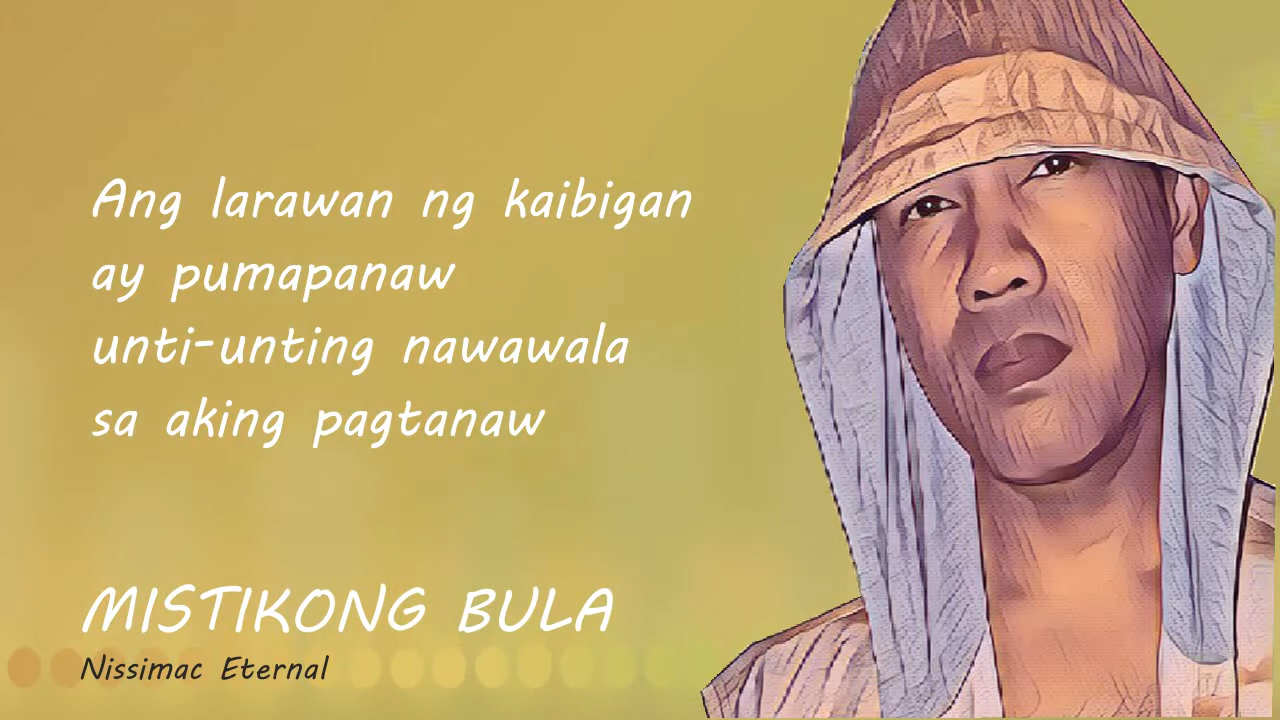 Ang larawan ng kaibigan
ay pumapanaw
unti-unting nawawala
sa aking pagtanaw
MISTIKONG BULA
Nissimac Eternal